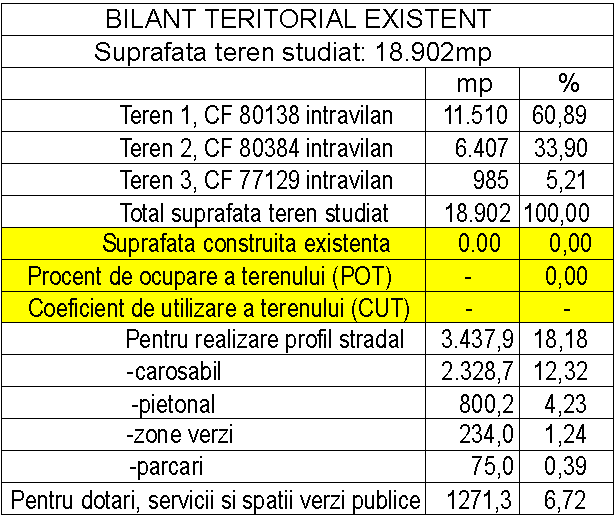 BILANT TERITORIAL EXISTENT
Suprafata teren studiat: 18.902mp
mp %
Teren 1, CF 80138 intravilan 11.510 60,89
Teren 2, CF 80384 intravilan 6.407 33,90
Teren 3, CF 77129 intravilan 985 5,21
Total suprafata teren studiat 18.902 100,00
Suprafata construita existenta 0.00 0,00
Procent de ocupare a terenului (POT) - 0,00
Coeficient de utilizare a terenului (CUT) - -
Pentru realizare profil stradal 3.437,9 18,18
-carosabil 2.328,7 12,32
-pietonal 800,2 4,23
-zone verzi 234,0 1,24
-parcari 75,0 0,39
Pentru dotari, servicii si spatii verzi publice 1271,3 6,72